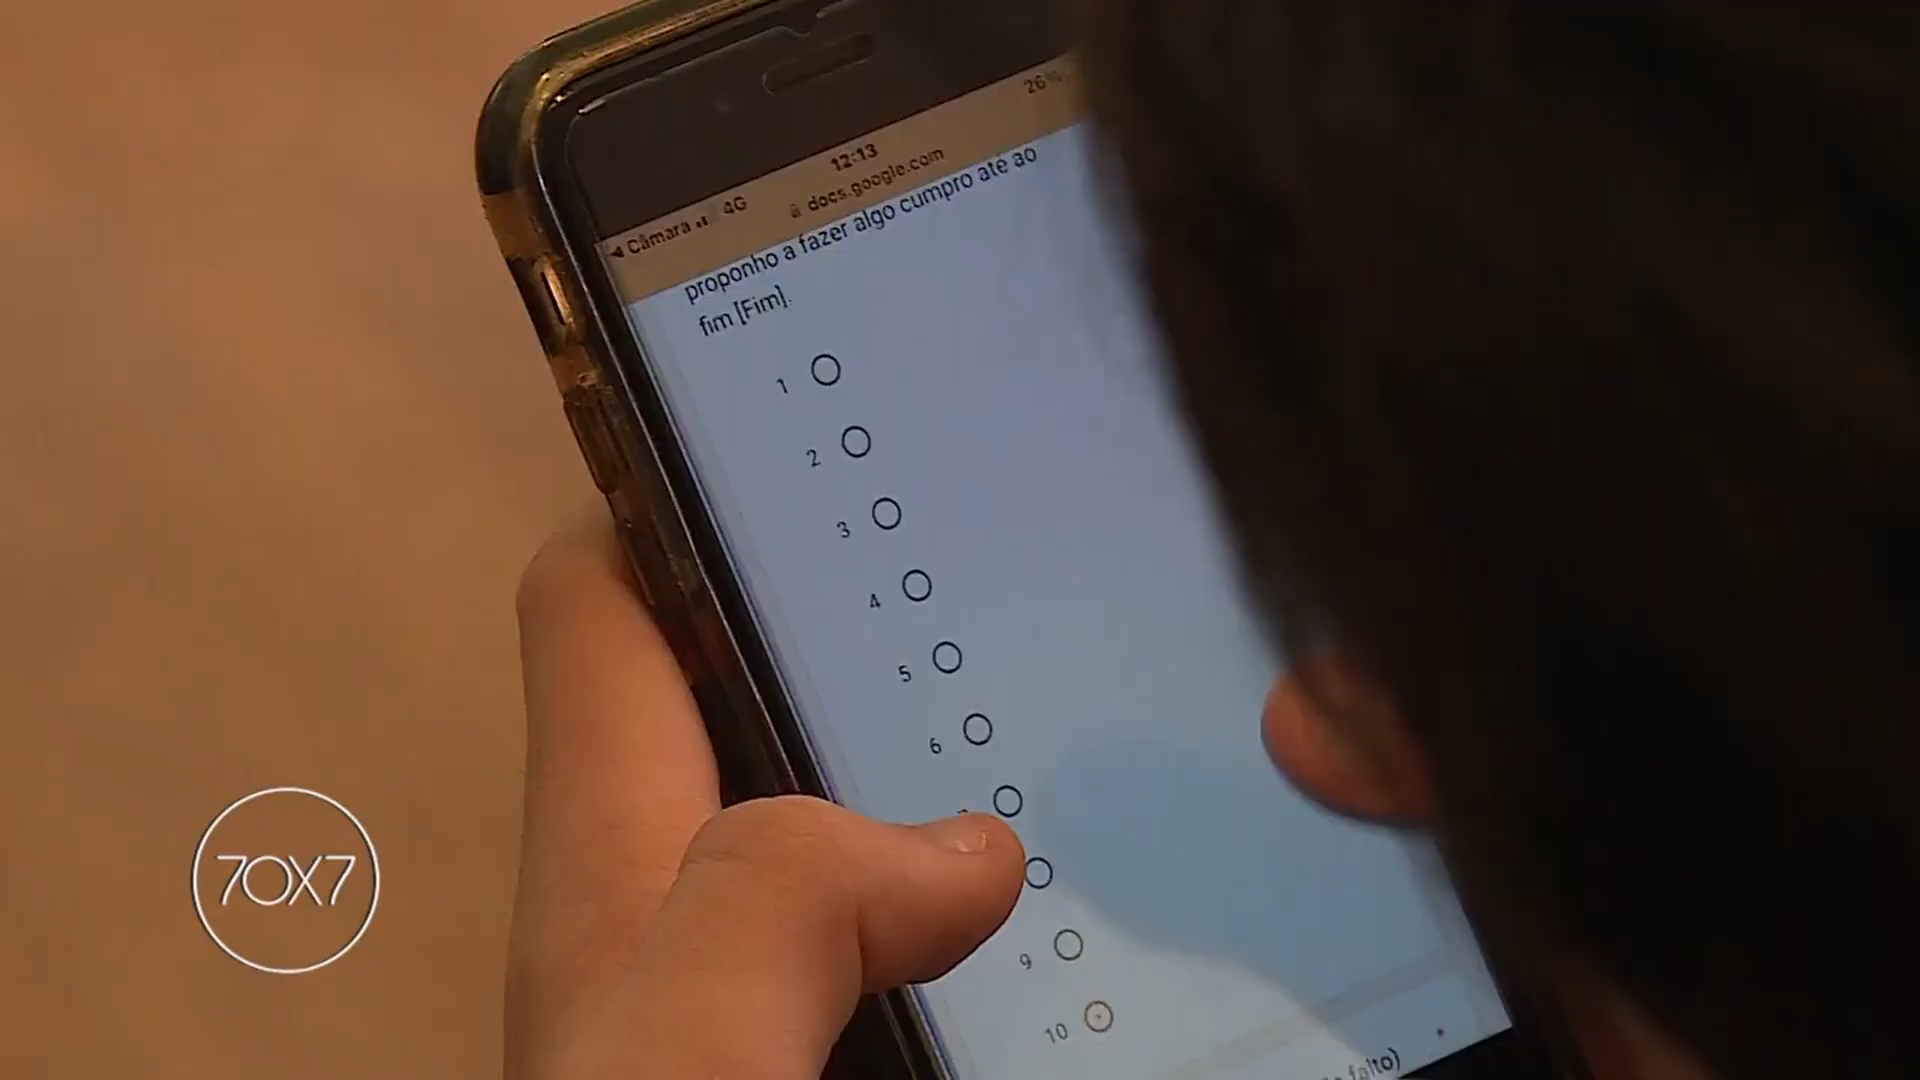 12:13
26%
◀ Câmara 4G
docs.google.com
proponho a fazer algo cumpro até ao
fim [Fim].
1
2
3
4
5
6
9
10
falto)
70X7